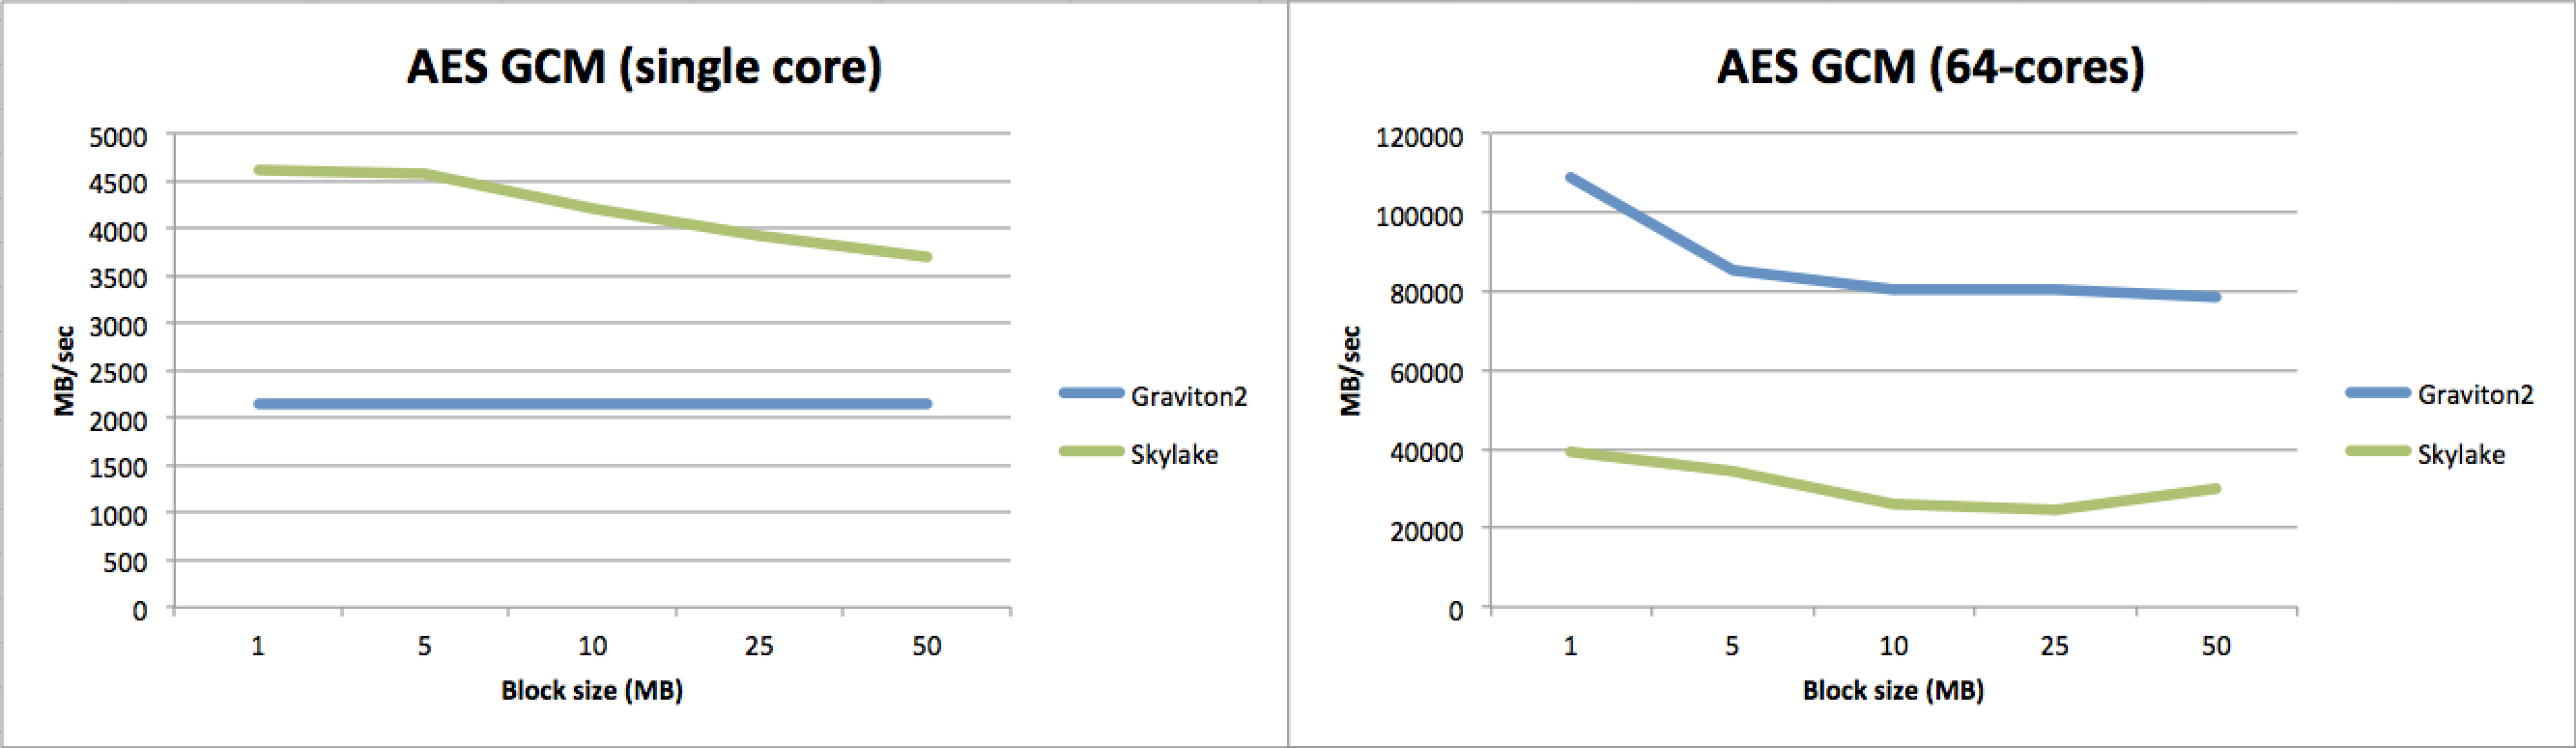 AES GCM (single core)
5000
4500
4000
3500
3000
2500
2000
1500
1000
500
0
MB/sec
1 5 10 25 50
Block size (MB)
Graviton2
Skylake
AES GCM (64-cores)
120000
100000
80000
60000
40000
20000
0
MB/sec
1 5 10 25 50
Block size (MB)
Graviton2
Skylake